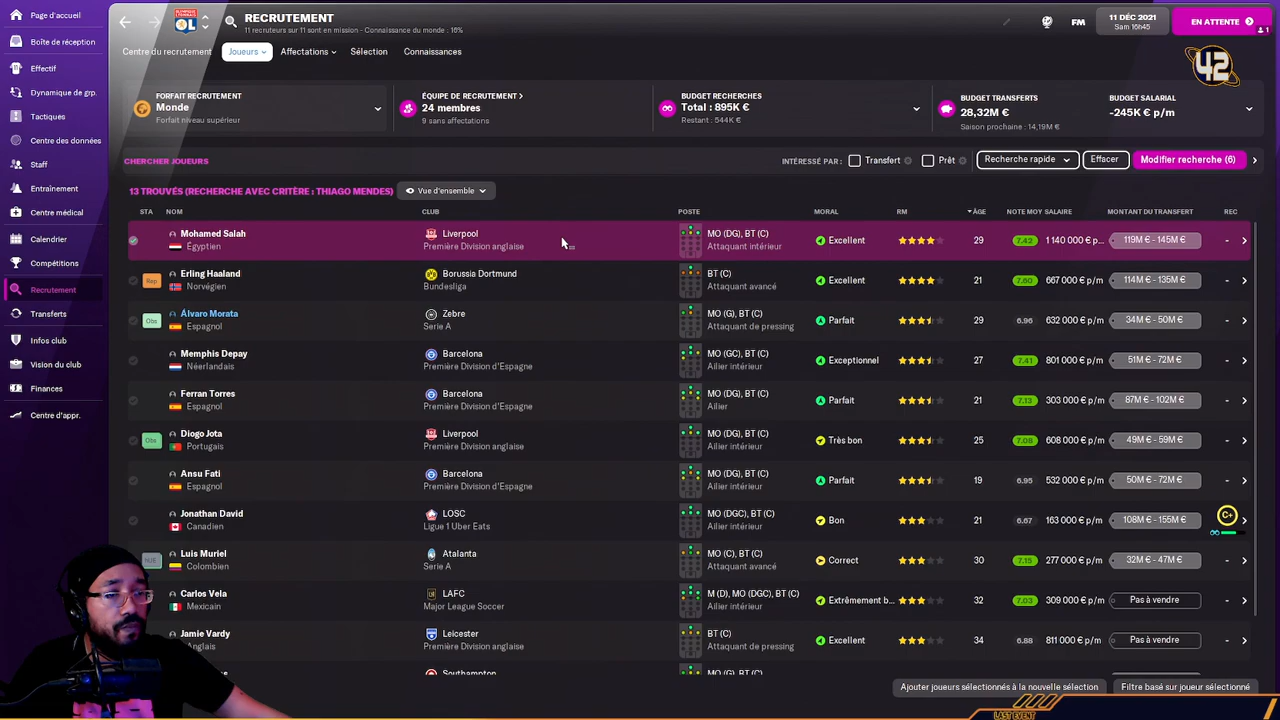 Page d'accueil
Boîte de réception
Effectif
Dynamique de grp.
Tactiques
Centre des données
Staff
Entraînement
Centre médical
Calendrier
Compétitions
Recrutement
Transferts
Infos club
Vision du club
Finances
Centre d'appr.
OL
RECRUTEMENT
11 recruteurs sur 11 sont en mission - Connaissance du monde : 16%
FM
11 DÉC 2021
Sam 16h45
EN ATTENTE
1
Centre du recrutement
Joueurs
Affectations
Sélection
Connaissances
42
FORFAIT RECRUTEMENT
Monde
Forfait niveau supérieur
ÉQUIPE DE RECRUTEMENT >
24 membres
9 sans affectations
BUDGET RECHERCHES
Total : 895K €
Restant : 544K €
BUDGET TRANSFERTS
28,32M €
Saison prochaine : 14,19M €
BUDGET SALARIAL
-245K € p/m
CHERCHER JOUEURS
INTÉRESSÉ PAR :
Transfert
Prêt
Recherche rapide
Effacer
Modifier recherche (6)
13 TROUVÉS (RECHERCHE AVEC CRITÈRE : THIAGO MENDES)
Vue d'ensemble
STA NOM CLUB POSTE MORAL RM ÂGE NOTE MOY SALAIRE MONTANT DU TRANSFERT REC
Mohamed Salah Liverpool MO (DG), BT (C) Excellent 29 7.42 1 140 000 € p... 119M € - 145M € -
Égyptien Première Division anglaise Attaquant intérieur
Rep Erling Haaland Borussia Dortmund BT (C) Excellent 21 7.60 667 000 € p/m 114M € - 135M € -
Norvégien Bundesliga Attaquant avancé
Obs Álvaro Morata Zebre MO (G), BT (C) Parfait 29 6.96 632 000 € p/m 34M € - 50M € -
Espagnol Serie A Attaquant de pressing
Memphis Depay Barcelona MO (GC), BT (C) Exceptionnel 27 7.41 801 000 € p/m 51M € - 72M € -
Néerlandais Première Division d'Espagne Ailier intérieur
Ferran Torres Barcelona MO (DG), BT (C) Parfait 21 7.13 303 000 € p/m 87M € - 102M € -
Espagnol Première Division d'Espagne Ailier
Obs Diogo Jota Liverpool MO (DG), BT (C) Très bon 25 7.08 608 000 € p/m 49M € - 59M € -
Portugais Première Division anglaise Ailier intérieur
Ansu Fati Barcelona MO (DG), BT (C) Parfait 19 6.95 532 000 € p/m 50M € - 72M € -
Espagnol Première Division d'Espagne Ailier intérieur
Jonathan David LOSC MO (DGC), BT (C) Bon 21 6.67 163 000 € p/m 108M € - 155M € C+
Canadien Ligue 1 Uber Eats Ailier intérieur
Luis Muriel Atalanta MO (C), BT (C) Correct 30 7.15 277 000 € p/m 32M € - 47M € -
Colombien Serie A Attaquant avancé
Carlos Vela LAFC M (D), MO (DGC), BT (C) Extrêmement b... 32 7.03 309 000 € p/m Pas à vendre -
Mexicain Major League Soccer Ailier intérieur
Jamie Vardy Leicester BT (C) Excellent 34 6.88 811 000 € p/m Pas à vendre -
Anglais Première Division anglaise Attaquant de pressing
Southampton MO (G), BT (C)
Ajouter joueurs sélectionnés à la nouvelle sélection
Filtre basé sur joueur sélectionné
LAST EVENT